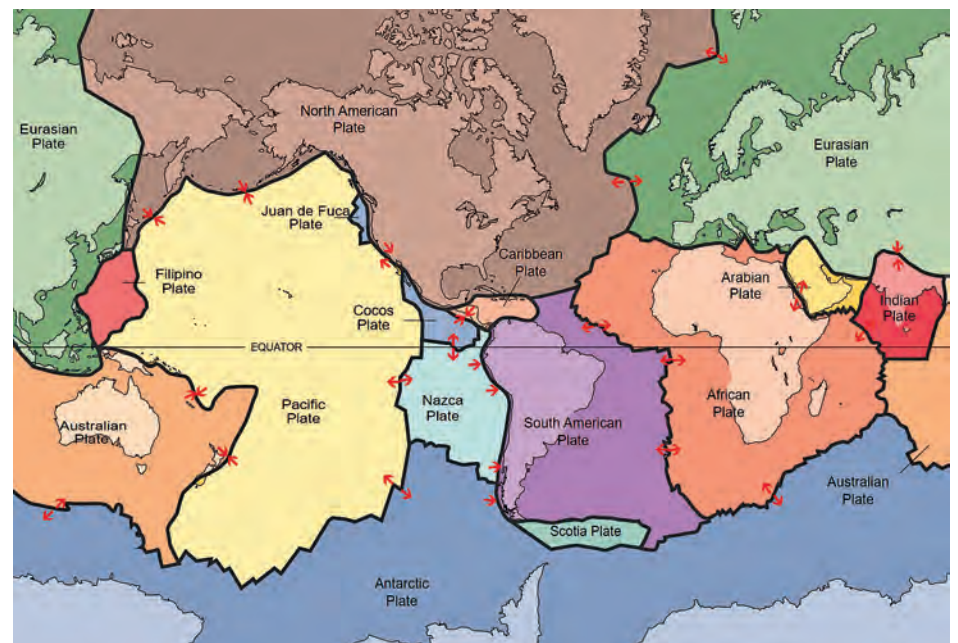 North American
Plate
Eurasian
Plate
Eurasian
Plate
Juan de Fuca
Plate
Caribbean
Plate
Filipino
Plate
Arabian
Plate
Indian
Plate
Cocos
Plate
EQUATOR
Nazca
Plate
African
Plate
Pacific
Plate
South American
Plate
Australian
Plate
Australian
Plate
Scotia Plate
Antarctic
Plate